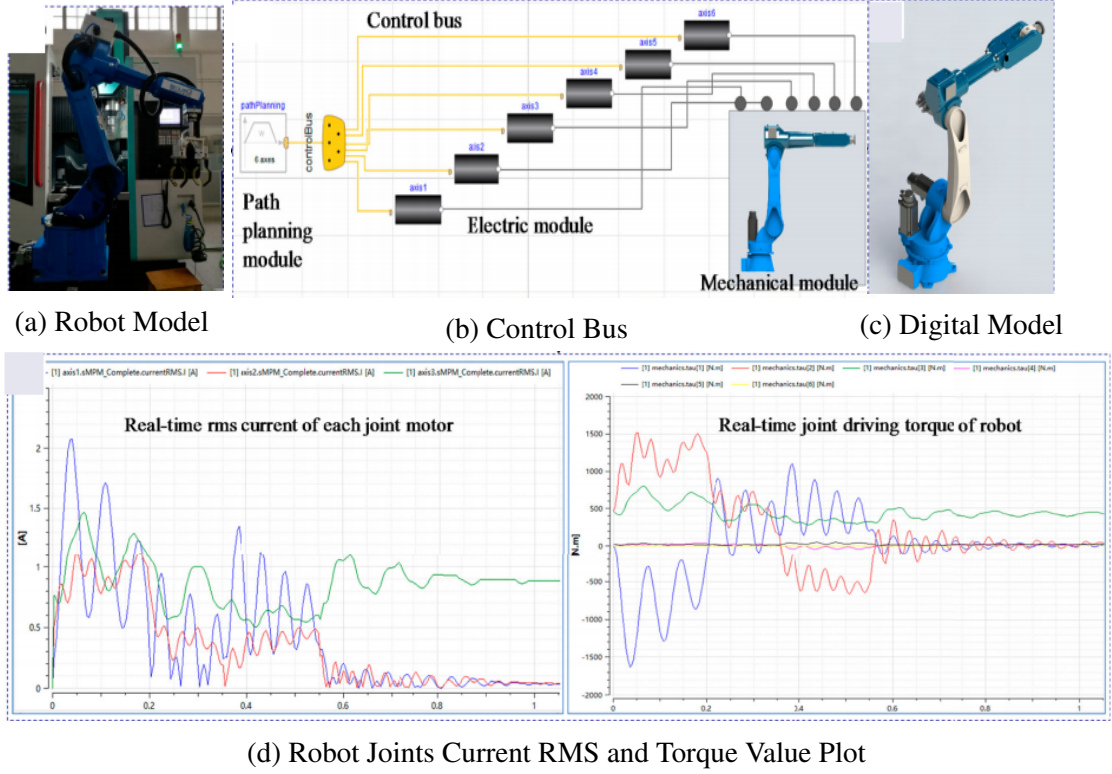 Control bus
axis6
axis5
axis4
axis3
axis2
axis1
pathPlanning
6 axes
controlBus
Path
planning
module
Electric module
Mechanical module
(a) Robot Model
(b) Control Bus
(c) Digital Model
[1] axis1.sMPM_Complete.currentRMS.I [A] [1] ixis2.sMPM_Complete.currentRMS.I [A] [1] axis3.sMPM_Complete.currentRMS.I [A]
Real-time rms current of each joint motor
[A]
2
1.5
1
0.5
0
0 0.2 0.4 0.6 0.8 1
[1] mechanics.tau[1] [N.m] [1] mechanics.tau[2] [N.m] [1] mechanics.tau[3] [N.m] [1] mechanics.tau[4] [N.m]
[1] mechanics.tau[5] [N.m] [1] mechanics.tau[6] [N.m]
Real-time joint driving torque of robot
[N.m]
2000
1500
1000
500
0
-500
-1000
-1500
-2000
0 0.2 0.4 0.6 0.8 1
(d) Robot Joints Current RMS and Torque Value Plot